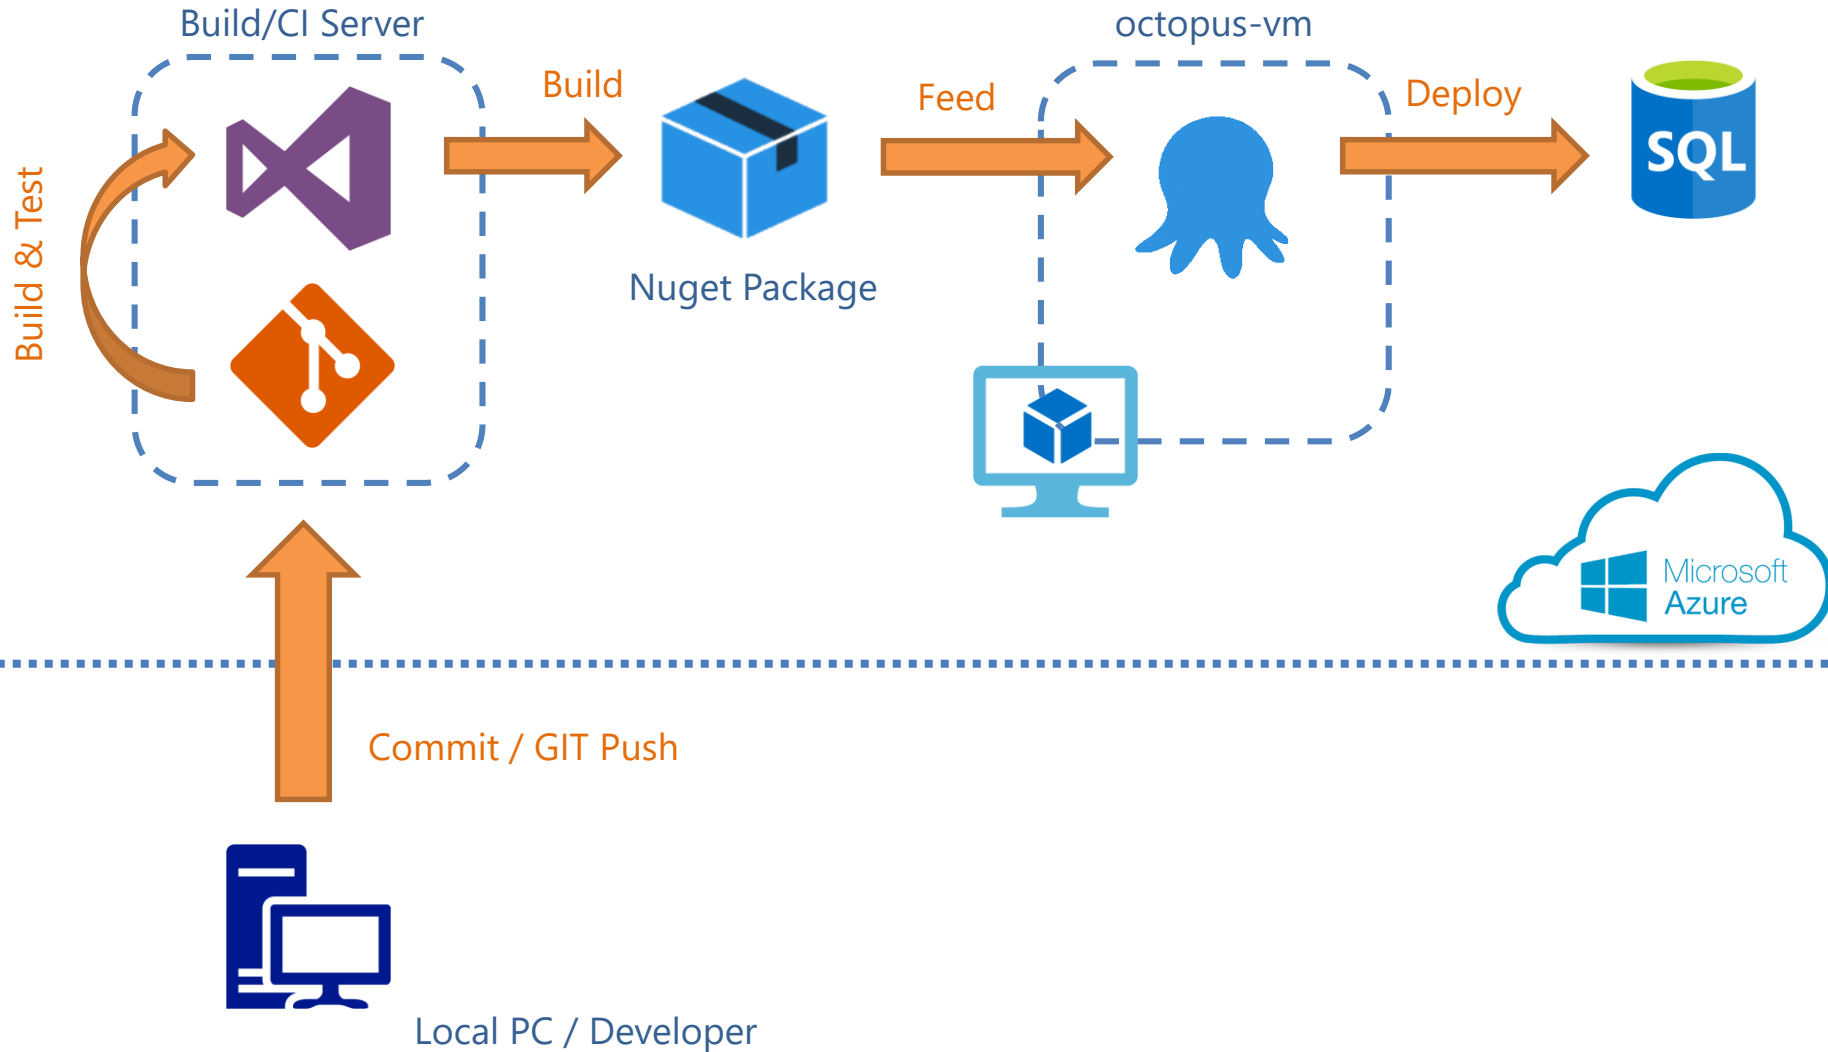 Build/CI Server
octopus-vm
Build
Feed
Deploy
Build & Test
SQL
Nuget Package
Microsoft
Azure
Commit / GIT Push
Local PC / Developer